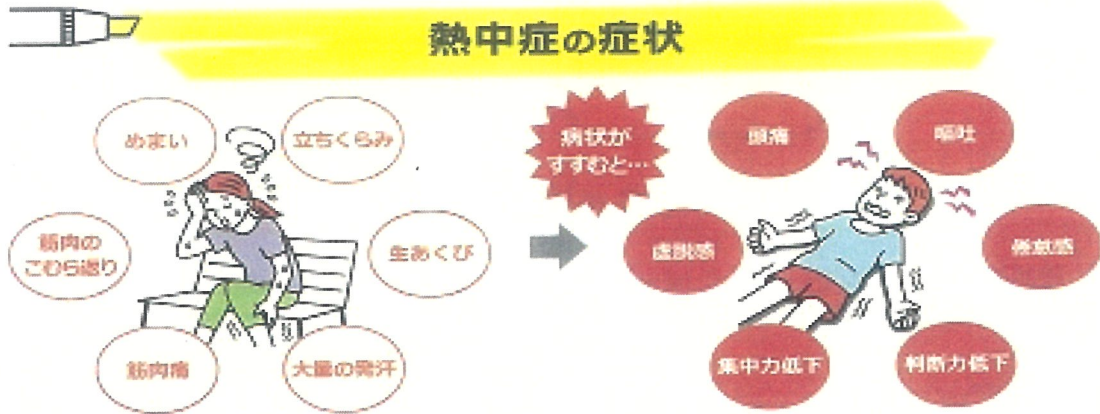 熱中症の症状
めまい
立ちくらみ
筋肉の
こむら返り
生あくび
筋肉痛
大量の発汗
病状が
すすむと…
頭痛
嘔吐
虚脱感
倦怠感
集中力低下
判断力低下